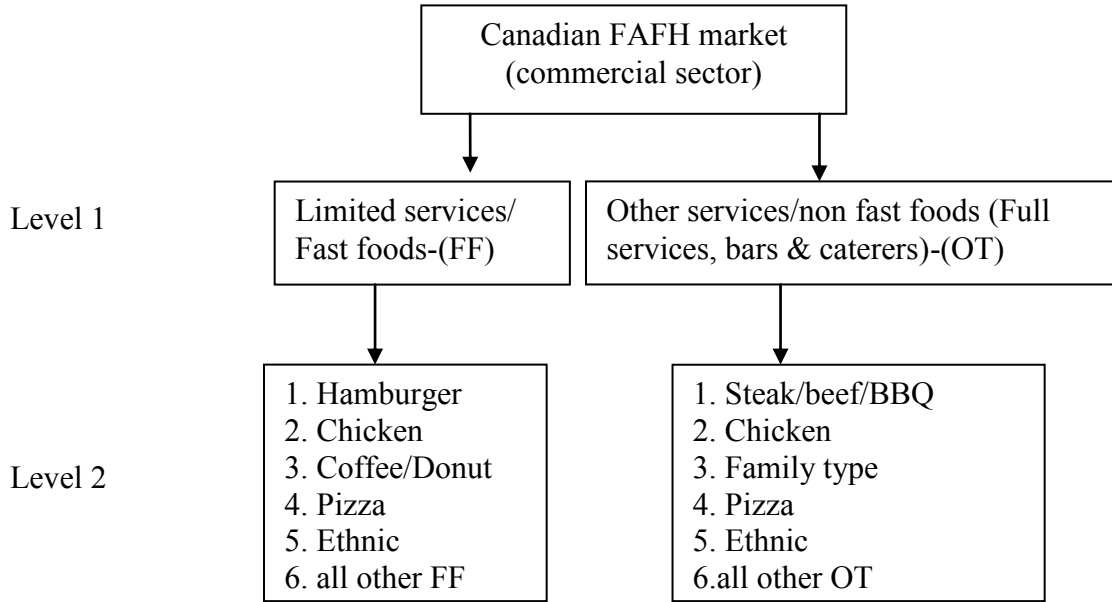 Canadian FAFH market
(commercial sector)
Level 1
Limited services/
Fast foods-(FF)
Other services/non fast foods (Full
services, bars & caterers)-(OT)
Level 2
1. Hamburger
2. Chicken
3. Coffee/Donut
4. Pizza
5. Ethnic
6. all other FF
1. Steak/beef/BBQ
2. Chicken
3. Family type
4. Pizza
5. Ethnic
6.all other OT